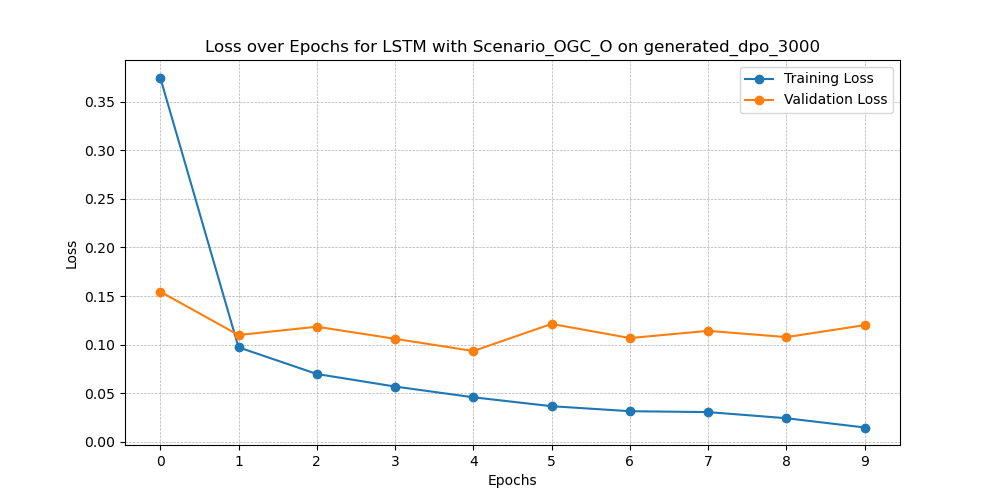 Loss over Epochs for LSTM with Scenario_OGC_O on generated_dpo_3000
Training Loss
Validation Loss
0.35
0.30
0.25
0.20
0.15
0.10
0.05
0.00
Loss
0 1 2 3 4 5 6 7 8 9
Epochs